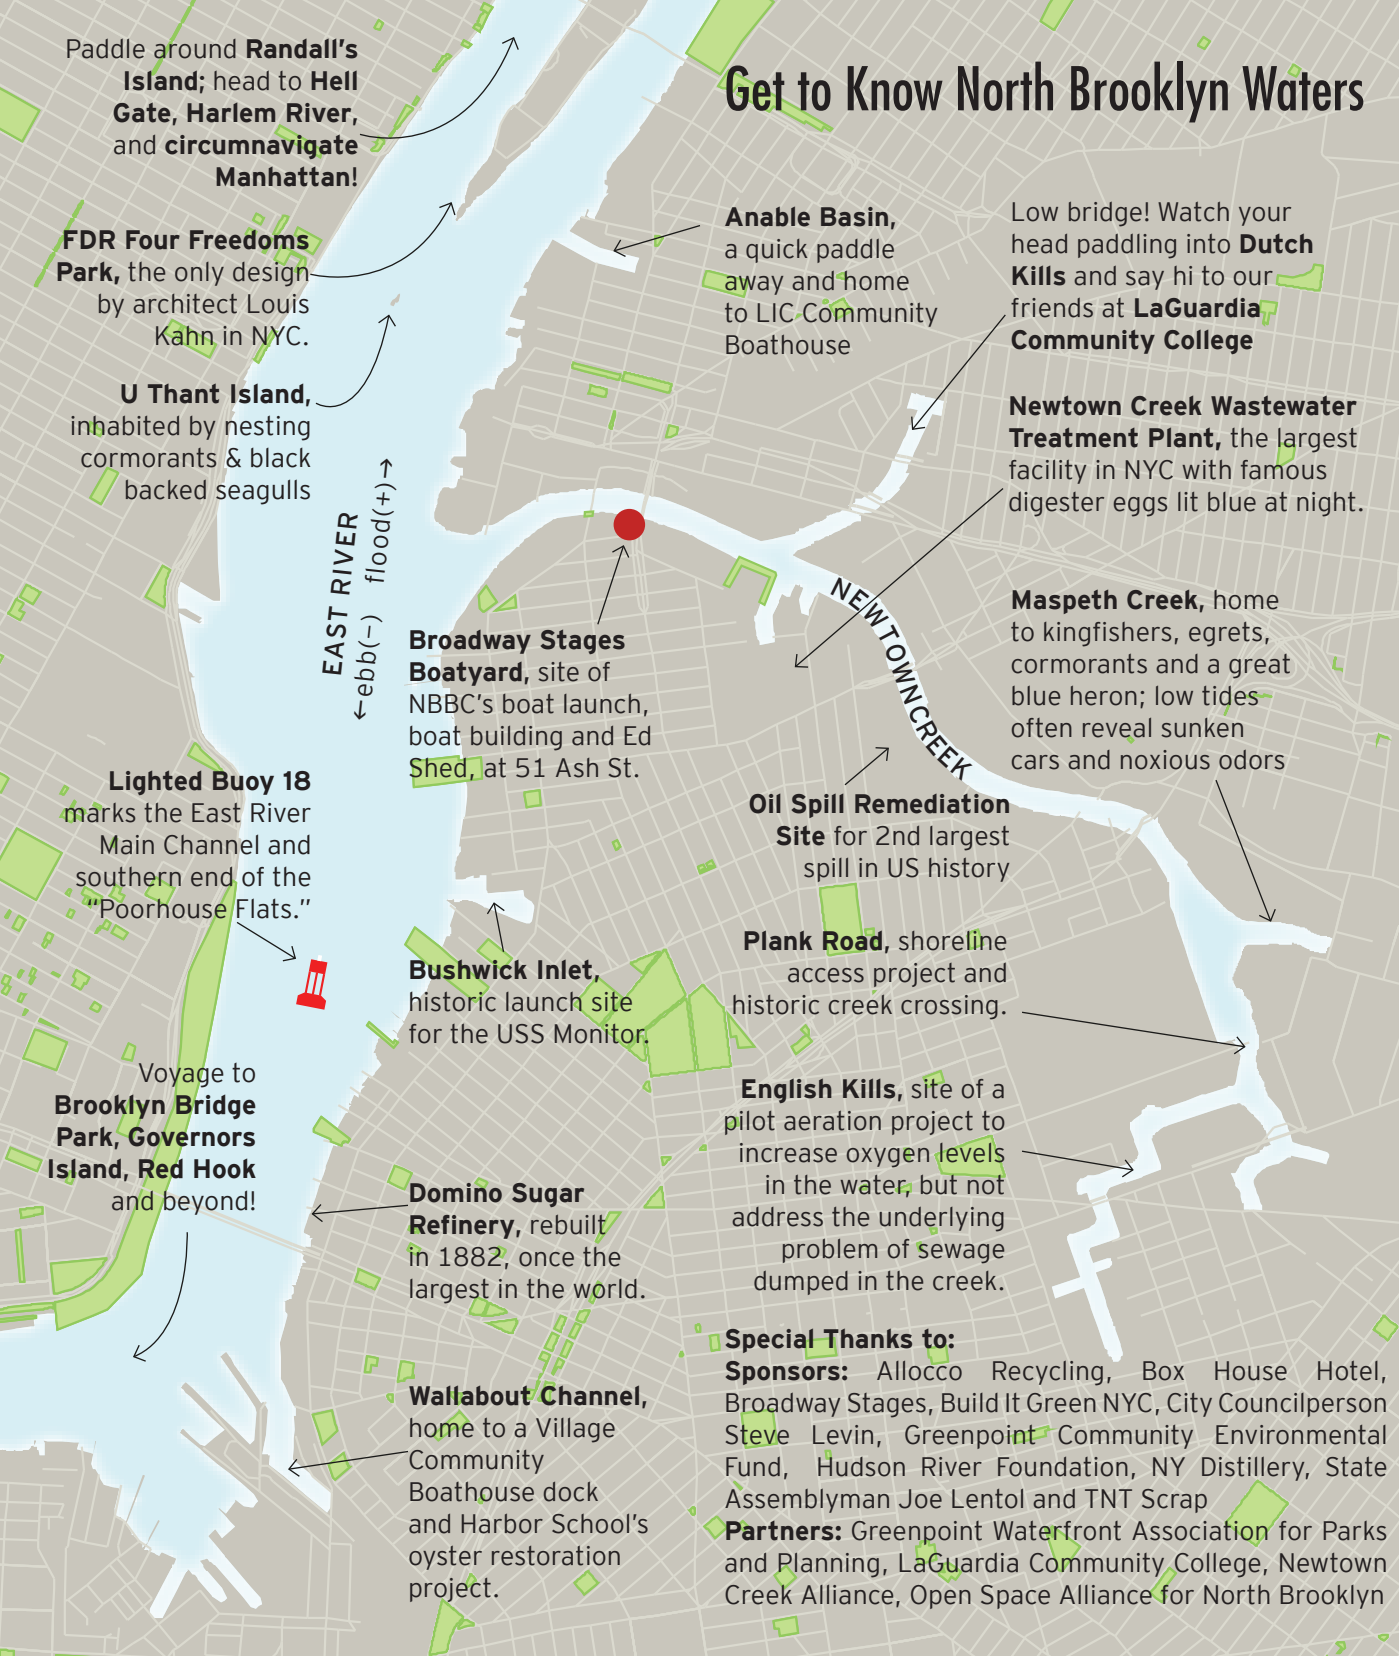 Get to Know North Brooklyn Waters
Paddle around Randall's
Island; head to Hell
Gate, Harlem River,
and circumnavigate
Manhattan!
FDR Four Freedoms
Park, the only design
by architect Louis
Kahn in NYC.
U Thant Island,
inhabited by nesting
cormorants & black
backed seagulls
Anable Basin,
a quick paddle
away and home
to LIC Community
Boathouse
Low bridge! Watch your
head paddling into Dutch
Kills and say hi to our
friends at LaGuardia
Community College
Newtown Creek Wastewater
Treatment Plant, the largest
facility in NYC with famous
digester eggs lit blue at night.
EAST RIVER
←ebb(−) flood(+)→
NEWTOWN CREEK
Broadway Stages
Boatyard, site of
NBBC's boat launch,
boat building and Ed
Shed, at 51 Ash St.
Maspeth Creek, home
to kingfishers, egrets,
cormorants and a great
blue heron; low tides
often reveal sunken
cars and noxious odors
Lighted Buoy 18
marks the East River
Main Channel and
southern end of the
“Poorhouse Flats.”
Oil Spill Remediation
Site for 2nd largest
spill in US history
Bushwick Inlet,
historic launch site
for the USS Monitor.
Plank Road, shoreline
access project and
historic creek crossing.
Voyage to
Brooklyn Bridge
Park, Governors
Island, Red Hook
and beyond!
English Kills, site of a
pilot aeration project to
increase oxygen levels
in the water, but not
address the underlying
problem of sewage
dumped in the creek.
Domino Sugar
Refinery, rebuilt
in 1882, once the
largest in the world.
Wallabout Channel,
home to a Village
Community
Boathouse dock
and Harbor School's
oyster restoration
project.
Special Thanks to:
Sponsors: Allocco Recycling, Box House Hotel,
Broadway Stages, Build It Green NYC, City Councilperson
Steve Levin, Greenpoint Community Environmental
Fund, Hudson River Foundation, NY Distillery, State
Assemblyman Joe Lentol and TNT Scrap
Partners: Greenpoint Waterfront Association for Parks
and Planning, LaGuardia Community College, Newtown
Creek Alliance, Open Space Alliance for North Brooklyn